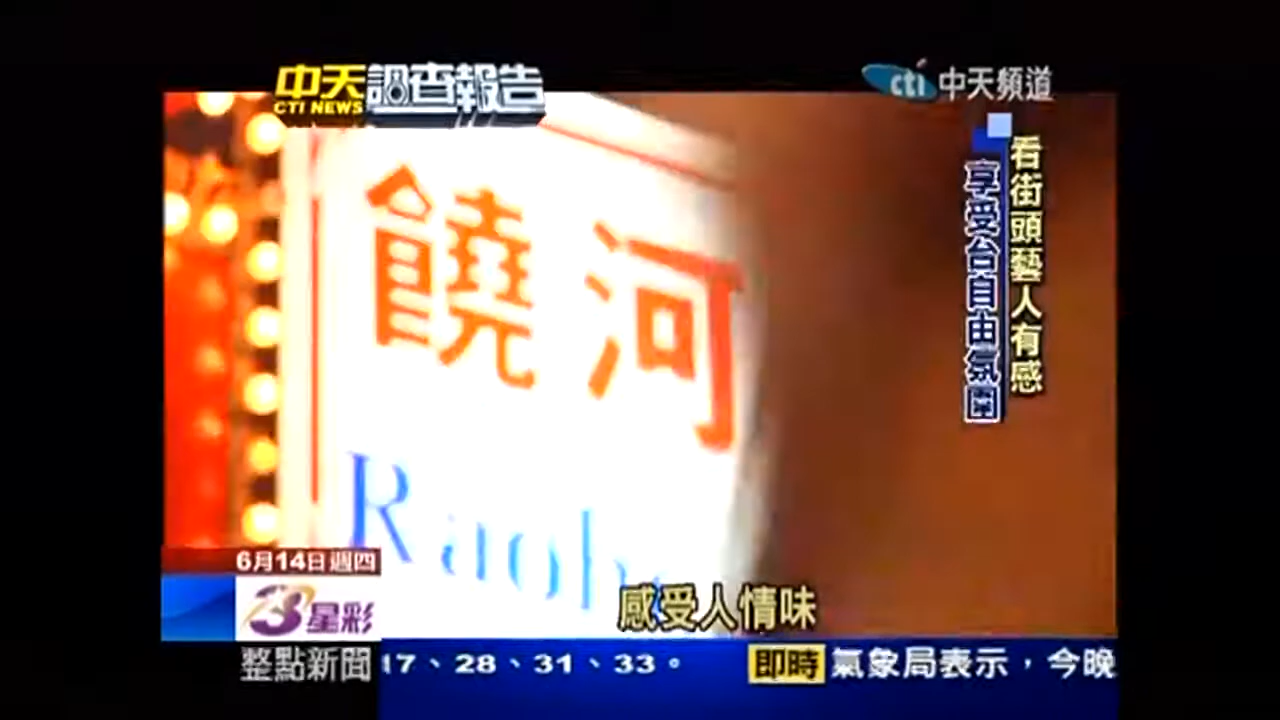 中天調查報告
CTI NEWS
cti 中天頻道
看街頭藝人有感
享受台自由氛圍
饒河
Raoh
6月14日週四
3星彩
感受人情味
整點新聞
17、28、31、33。
即時 氣象局表示,今晚